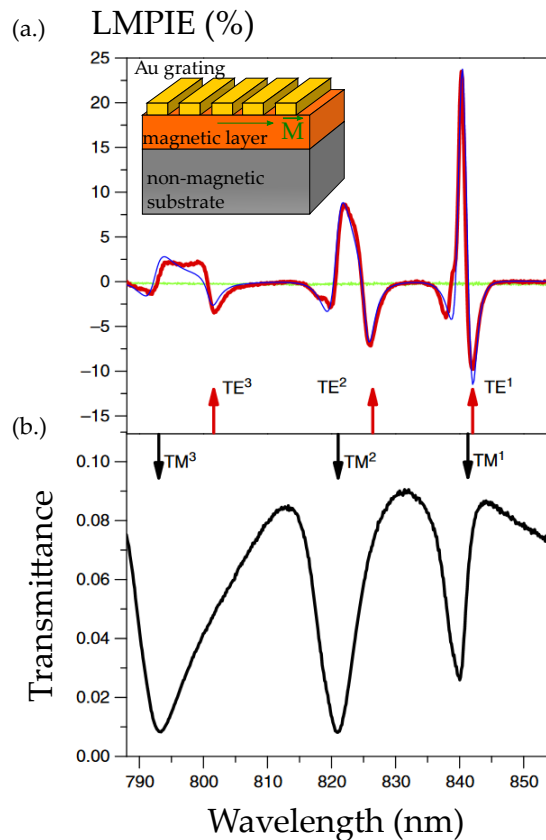 (a.) LMPIE (%)
25
20
15
10
5
0
−5
−10
−15
Au grating
M
magnetic layer
non-magnetic
substrate
TE³ TE² TE¹
(b.)
TM³ TM² TM¹
0.10
0.08
0.06
0.04
0.02
0.00
Transmittance
790 800 810 820 830 840 850
Wavelength (nm)